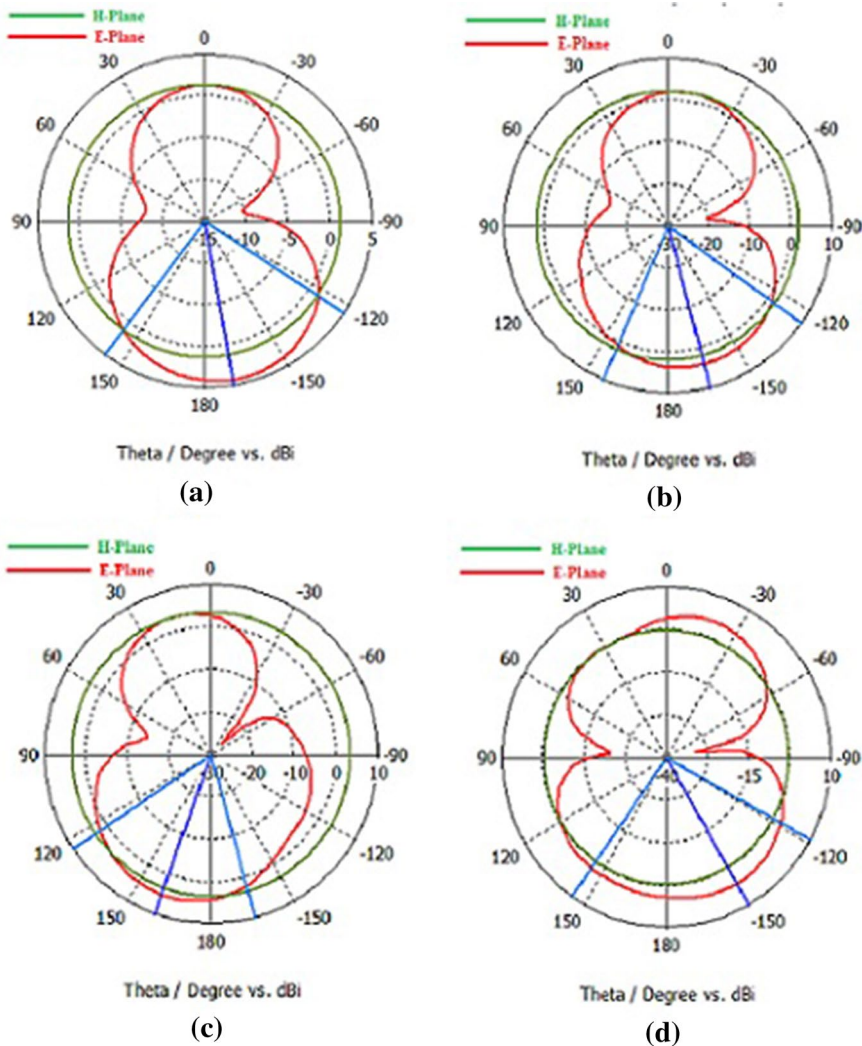 H-Plane
E-Plane
0
30 -30
60 -60
90 -15 -10 -5 0 5 -90
120 -120
150 -150
180
Theta / Degree vs. dBi
(a)
H-Plane
E-Plane
0
30 -30
60 -60
90 -30 -20 -10 0 10 -90
120 -120
150 -150
180
Theta / Degree vs. dBi
(b)
H-Plane
E-Plane
0
30 -30
60 -60
90 -30 -20 -10 0 10 -90
120 -120
150 -150
180
Theta / Degree vs. dBi
(c)
H-Plane
E-Plane
0
30 -30
60 -60
90 -40 -15 10 -90
120 -120
150 -150
180
Theta / Degree vs. dBi
(d)